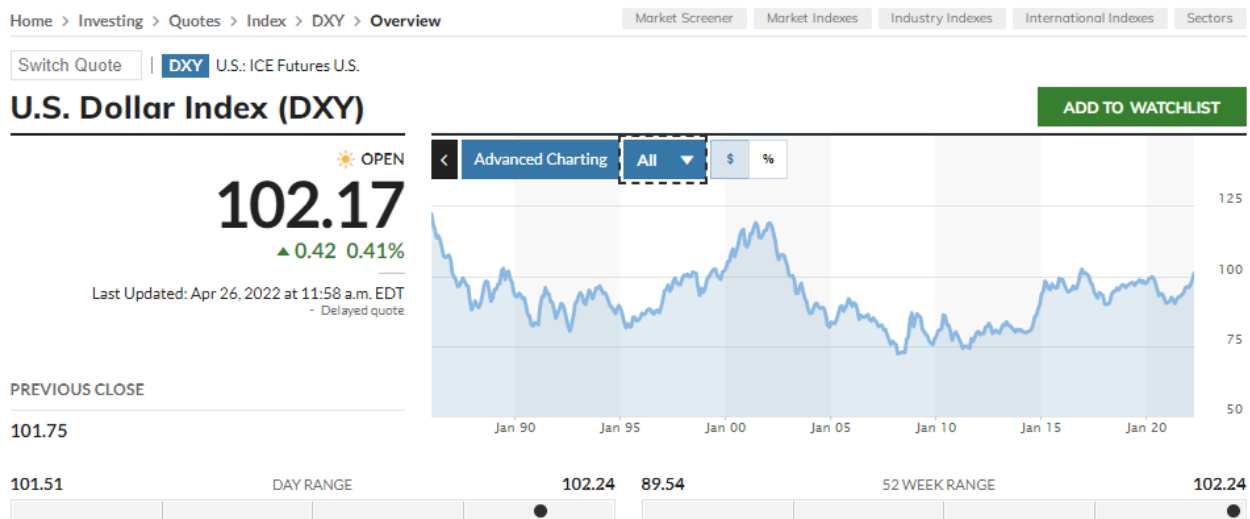 Home > Investing > Quotes > Index > DXY > Overview
Market Screener Market Indexes Industry Indexes International Indexes Sectors
Switch Quote | DXY U.S.: ICE Futures U.S.
U.S. Dollar Index (DXY)
ADD TO WATCHLIST
OPEN
102.17
0.42 0.41%
Last Updated: Apr 26, 2022 at 11:58 a.m. EDT
- Delayed quote
PREVIOUS CLOSE
101.75
Advanced Charting All $ %
125
100
75
50
Jan 90 Jan 95 Jan 00 Jan 05 Jan 10 Jan 15 Jan 20
101.51 DAY RANGE 102.24
89.54 52 WEEK RANGE 102.24